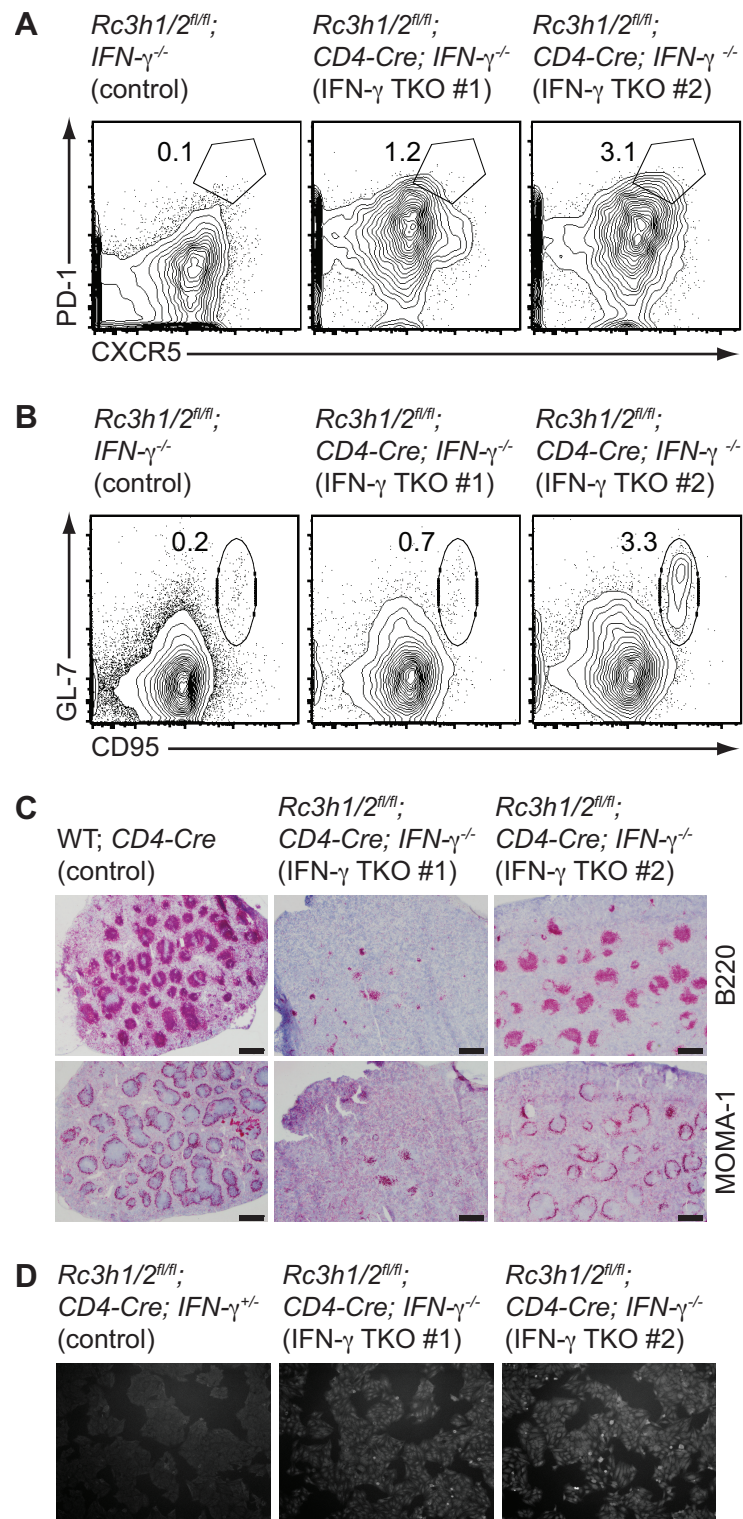 A
Rc3h1/2fl/fl;
IFN-γ-/-
(control)
Rc3h1/2fl/fl;
CD4-Cre; IFN-γ-/-
(IFN-γ TKO #1)
Rc3h1/2fl/fl;
CD4-Cre; IFN-γ -/-
(IFN-γ TKO #2)
0.1
1.2
3.1
PD-1
CXCR5
B
Rc3h1/2fl/fl;
IFN-γ-/-
(control)
Rc3h1/2fl/fl;
CD4-Cre; IFN-γ-/-
(IFN-γ TKO #1)
Rc3h1/2fl/fl;
CD4-Cre; IFN-γ -/-
(IFN-γ TKO #2)
0.2
0.7
3.3
GL-7
CD95
C
WT; CD4-Cre
(control)
Rc3h1/2fl/fl;
CD4-Cre; IFN-γ-/-
(IFN-γ TKO #1)
Rc3h1/2fl/fl;
CD4-Cre; IFN-γ-/-
(IFN-γ TKO #2)
B220
MOMA-1
D
Rc3h1/2fl/fl;
CD4-Cre; IFN-γ+/-
(control)
Rc3h1/2fl/fl;
CD4-Cre; IFN-γ-/-
(IFN-γ TKO #1)
Rc3h1/2fl/fl;
CD4-Cre; IFN-γ-/-
(IFN-γ TKO #2)